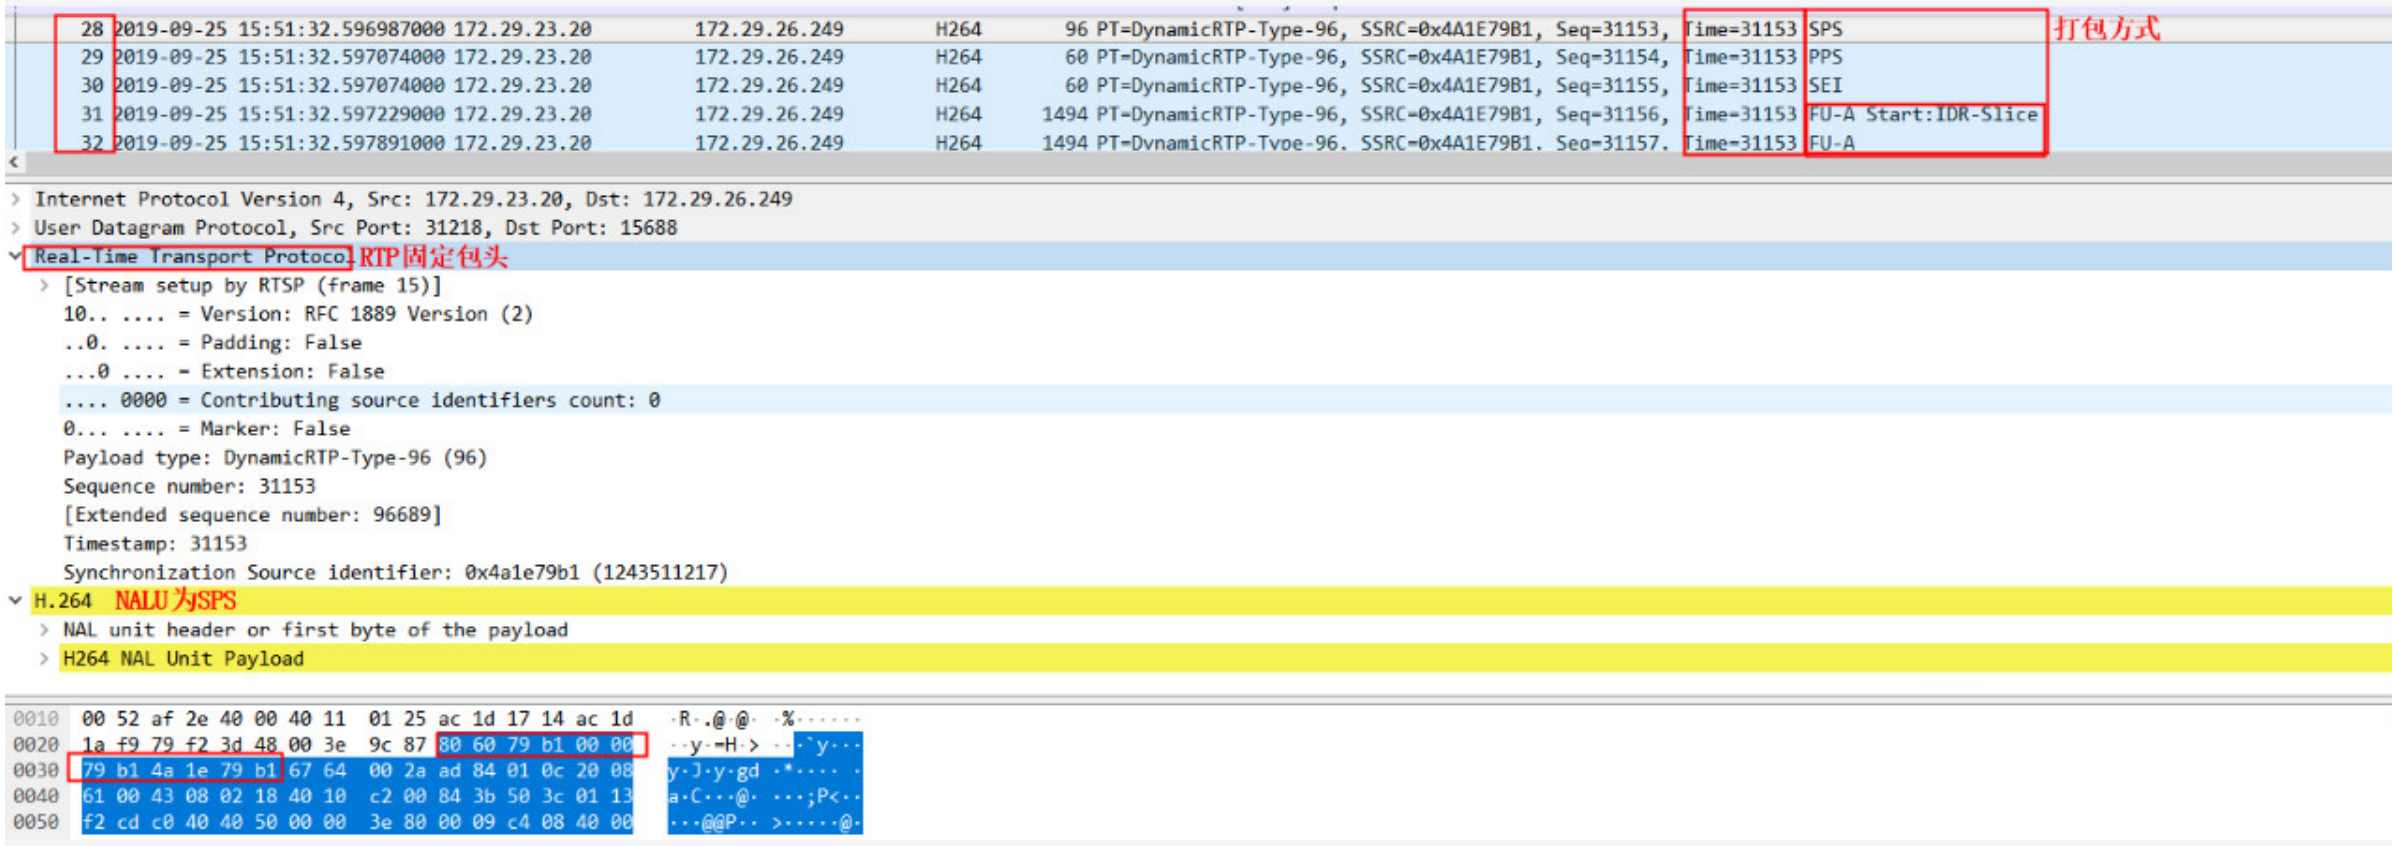 28 2019-09-25 15:51:32.596987000 172.29.23.20 172.29.26.249 H264 96 PT=DynamicRTP-Type-96, SSRC=0x4A1E79B1, Seq=31153, Time=31153 SPS 打包方式
29 2019-09-25 15:51:32.597074000 172.29.23.20 172.29.26.249 H264 60 PT=DynamicRTP-Type-96, SSRC=0x4A1E79B1, Seq=31154, Time=31153 PPS
30 2019-09-25 15:51:32.597074000 172.29.23.20 172.29.26.249 H264 60 PT=DynamicRTP-Type-96, SSRC=0x4A1E79B1, Seq=31155, Time=31153 SEI
31 2019-09-25 15:51:32.597229000 172.29.23.20 172.29.26.249 H264 1494 PT=DynamicRTP-Type-96, SSRC=0x4A1E79B1, Seq=31156, Time=31153 FU-A Start:IDR-Slice
32 2019-09-25 15:51:32.597891000 172.29.23.20 172.29.26.249 H264 1494 PT=DynamicRTP-Type-96, SSRC=0x4A1E79B1, Seq=31157, Time=31153 FU-A
Internet Protocol Version 4, Src: 172.29.23.20, Dst: 172.29.26.249
User Datagram Protocol, Src Port: 31218, Dst Port: 15688
Real-Time Transport Protocol RTP固定包头
[Stream setup by RTSP (frame 15)]
10.. .... = Version: RFC 1889 Version (2)
..0. .... = Padding: False
...0 .... = Extension: False
.... 0000 = Contributing source identifiers count: 0
0... .... = Marker: False
Payload type: DynamicRTP-Type-96 (96)
Sequence number: 31153
[Extended sequence number: 96689]
Timestamp: 31153
Synchronization Source identifier: 0x4a1e79b1 (1243511217)
H.264 NALU为SPS
NAL unit header or first byte of the payload
H264 NAL Unit Payload
0010 00 52 af 2e 40 00 40 11 01 25 ac 1d 17 14 ac 1d ·R·.@·@· ·%······
0020 1a f9 79 f2 3d 48 00 3e 9c 87 80 60 79 b1 00 00 ··y·=H·> ···`y···
0030 79 b1 4a 1e 79 b1 67 64 00 2a ad 84 01 0c 20 08 y·J·y·gd ·*···· ·
0040 61 00 43 08 02 18 40 10 c2 00 84 3b 50 3c 01 13 a·C···@· ···;P<··
0050 f2 cd c0 40 40 50 00 00 3e 80 00 09 c4 08 40 00 ···@@P·· >·····@·